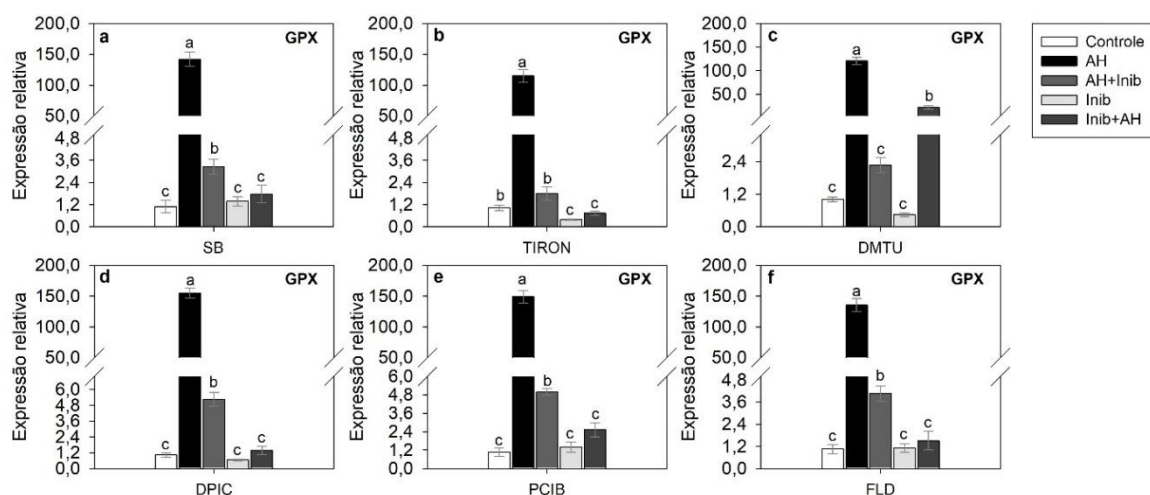 a
GPX
Expressão relativa
200,0
150,0
100,0
50,0
4,8
3,6
2,4
1,2
0,0
c
a
b
c
c
SB
b
GPX
Expressão relativa
200,0
150,0
100,0
50,0
4,8
3,6
2,4
1,2
0,0
b
a
b
c
c
TIRON
c
GPX
Expressão relativa
200,0
150,0
100,0
50,0
2,4
1,2
0,0
c
a
c
c
b
DMTU
Controle
AH
AH+Inib
Inib
Inib+AH
d
GPX
Expressão relativa
200,0
150,0
100,0
50,0
6,0
4,8
3,6
2,4
1,2
0,0
c
a
b
c
c
DPIC
e
GPX
Expressão relativa
200,0
150,0
100,0
50,0
6,0
4,8
3,6
2,4
1,2
0,0
c
a
b
c
c
PCIB
f
GPX
Expressão relativa
200,0
150,0
100,0
50,0
4,8
3,6
2,4
1,2
0,0
c
a
b
c
c
FLD